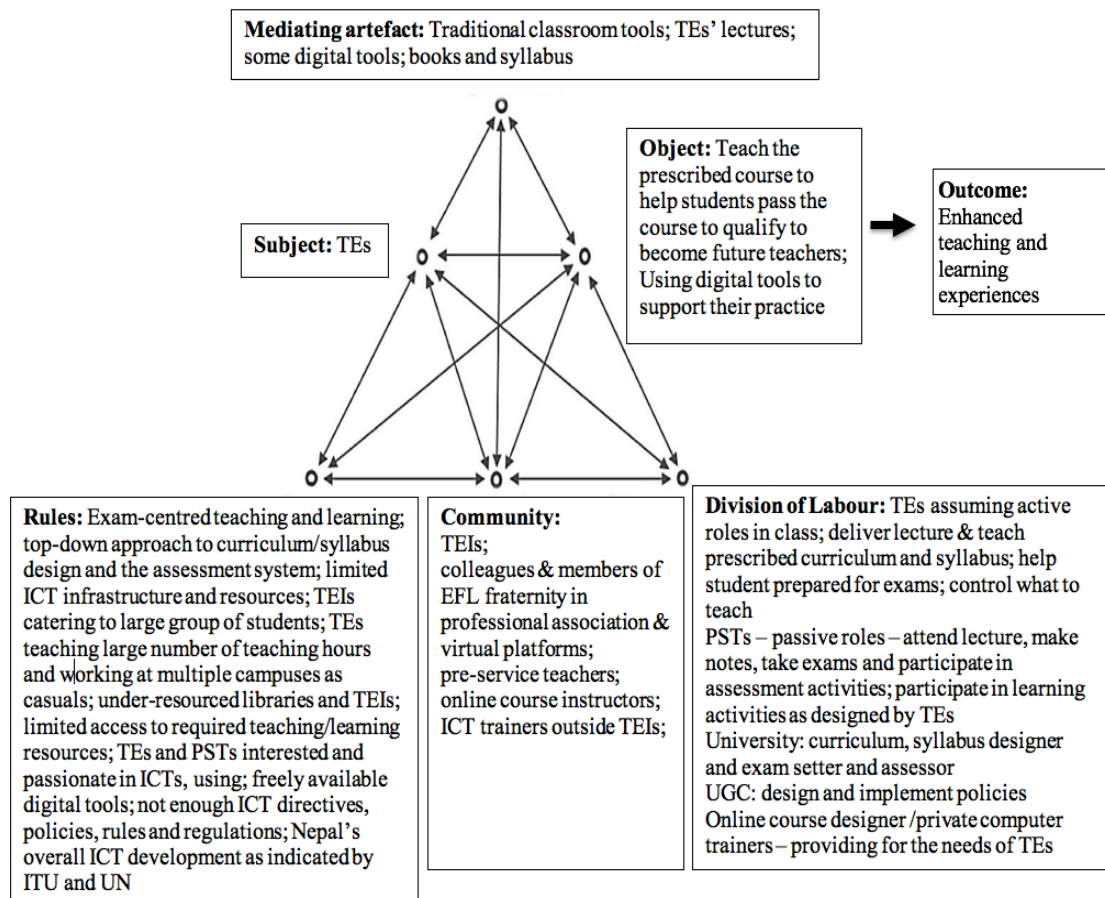 Mediating artefact: Traditional classroom tools; TEs' lectures;
some digital tools; books and syllabus
Object: Teach the
prescribed course to
help students pass the
course to qualify to
become future teachers;
Using digital tools to
support their practice
Outcome:
Enhanced
teaching and
learning
experiences
Subject: TEs
Rules: Exam-centred teaching and learning;
top-down approach to curriculum/syllabus
design and the assessment system; limited
ICT infrastructure and resources; TEIs
catering to large group of students; TEs
teaching large number of teaching hours
and working at multiple campuses as
casuals; under-resourced libraries and TEIs;
limited access to required teaching/learning
resources; TEs and PSTs interested and
passionate in ICTs, using; freely available
digital tools; not enough ICT directives,
policies, rules and regulations; Nepal's
overall ICT development as indicated by
ITU and UN
Community:
TEIs;
colleagues & members of
EFL fraternity in
professional association &
virtual platforms;
pre-service teachers;
online course instructors;
ICT trainers outside TEIs;
Division of Labour: TEs assuming active
roles in class; deliver lecture & teach
prescribed curriculum and syllabus; help
student prepared for exams; control what to
teach
PSTs – passive roles – attend lecture, make
notes, take exams and participate in
assessment activities; participate in learning
activities as designed by TEs
University: curriculum, syllabus designer
and exam setter and assessor
UGC: design and implement policies
Online course designer /private computer
trainers – providing for the needs of TEs